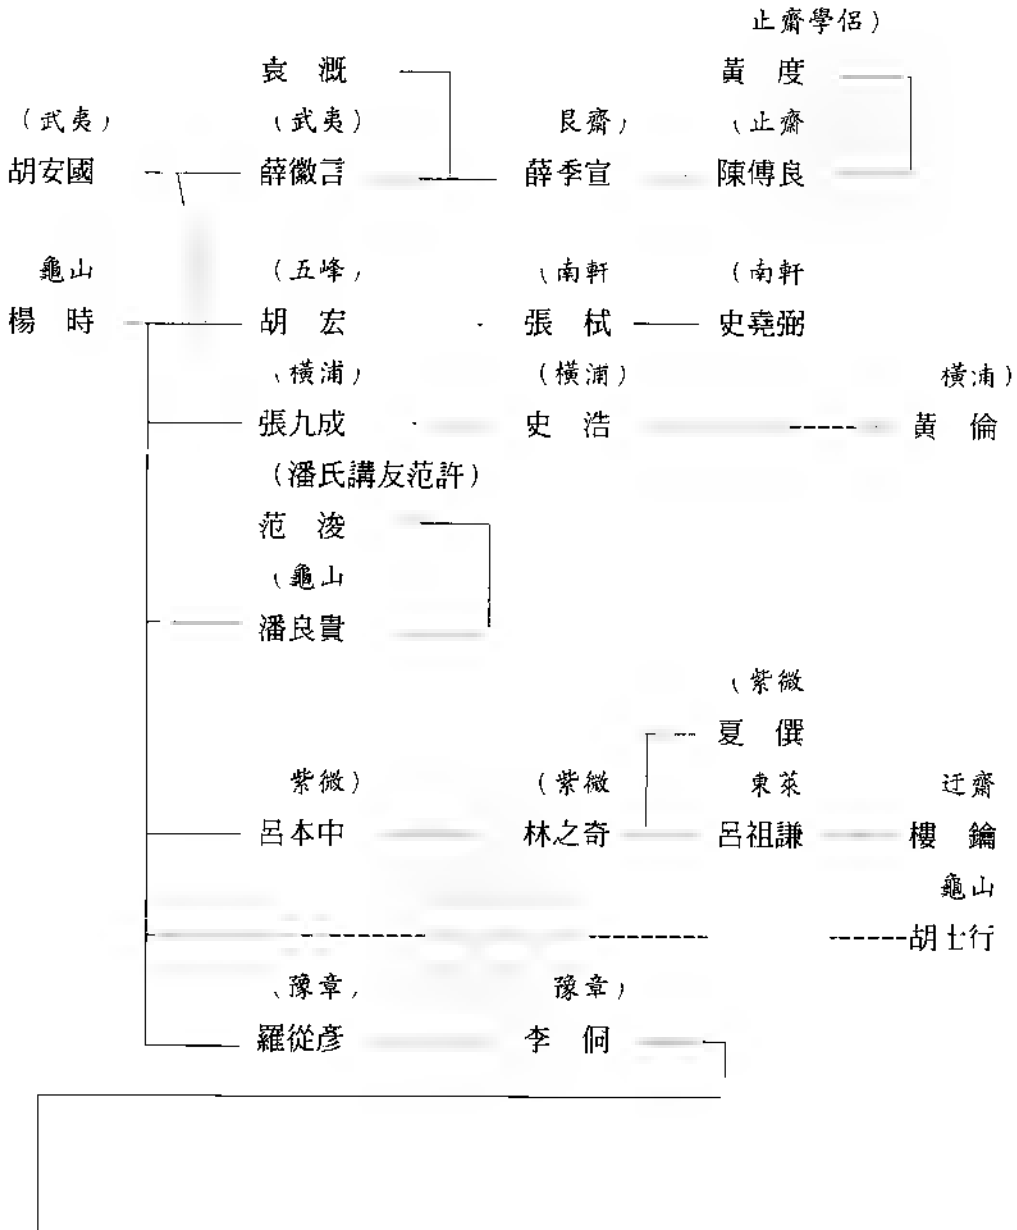 止齋學侶)
袁 溉 黃 度
(武夷) (武夷) 艮齋) (止齋
胡安國 薛徽言 薛季宣 陳傅良
龜山 (五峰) (南軒 (南軒
楊 時 胡 宏 張 栻 史堯弼
(橫浦) (橫浦) 橫浦)
張九成 史 浩 黃 倫
(潘氏講友范許)
范 浚
(龜山
潘良貴
(紫微
夏 僎
紫微) (紫微 東萊 迂齋
呂本中 林之奇 呂祖謙 樓 鑰
龜山
胡士行
(豫章) 豫章)
羅從彥 李 侗